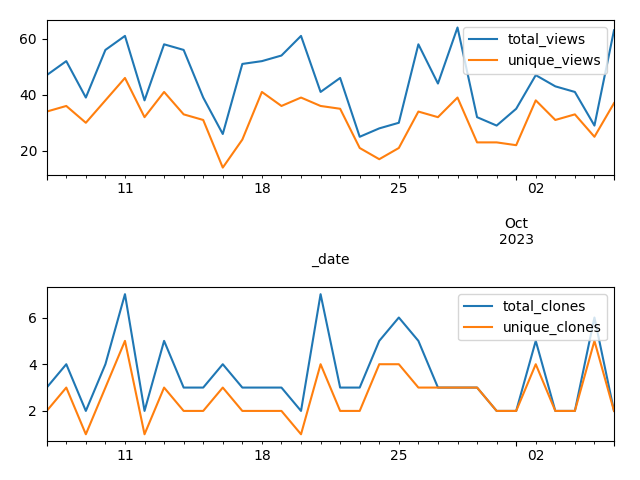 60
40
20
total_views
unique_views
11
18
25
02
Oct
2023
_date
6
4
2
total_clones
unique_clones
11
18
25
02